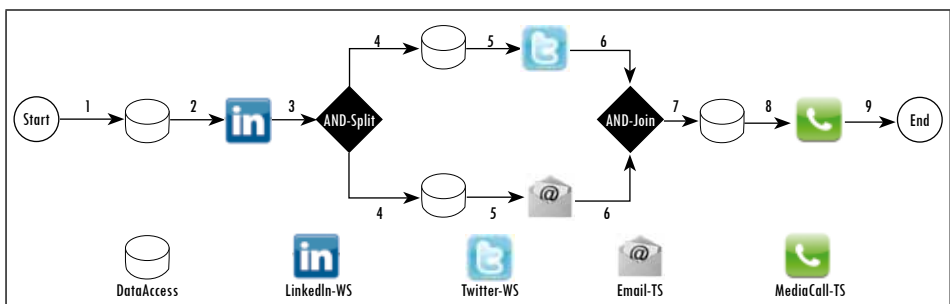 4 5 6
Start 1 2 in 3 AND-Split AND-Join 7 8 9 End
4 5 @ 6
in @
DataAccess LinkedIn-WS Twitter-WS Email-TS MediaCall-TS